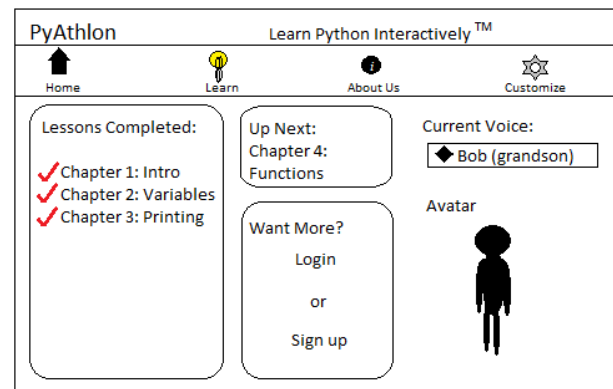 PyAthlon
Learn Python Interactively TM
Home
Learn
i
About Us
Customize
Lessons Completed:
Chapter 1: Intro
Chapter 2: Variables
Chapter 3: Printing
Up Next:
Chapter 4:
Functions
Want More?
Login
or
Sign up
Current Voice:
Bob (grandson)
Avatar